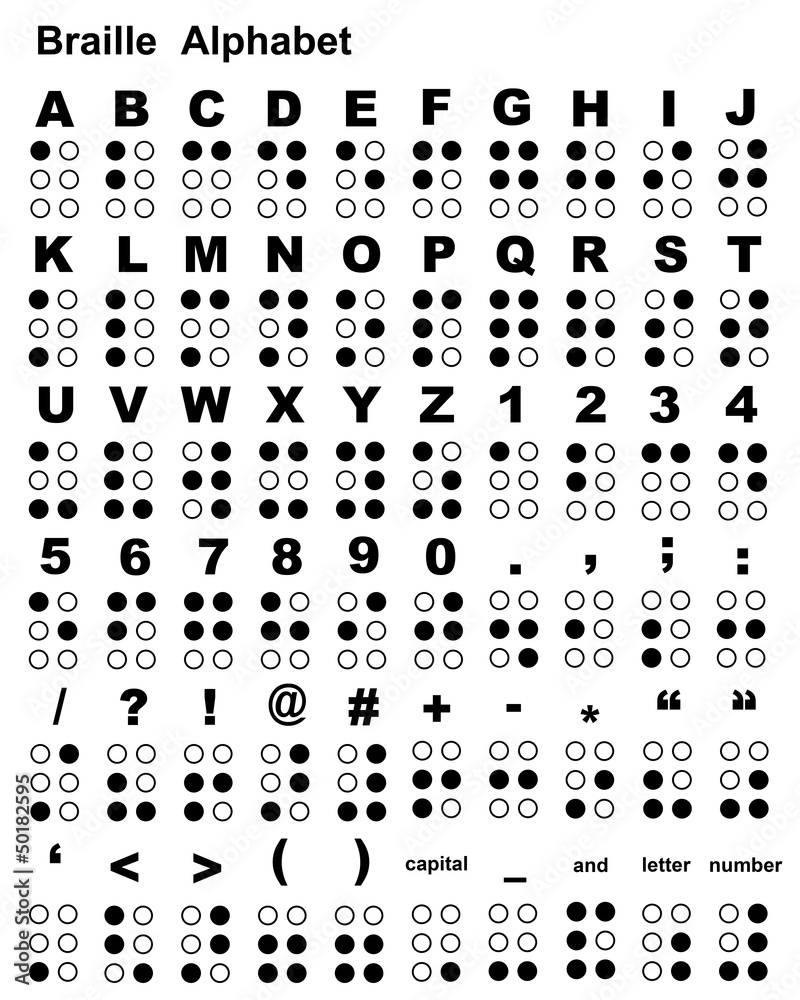 Braille Alphabet
A B C D E F G H I J
K L M N O P Q R S T
U V W X Y Z 1 2 3 4
5 6 7 8 9 0 . , ; :
/ ? ! @ # + - * “ ”
‘ < > ( ) capital _ and letter number
Adobe Stock | #50182595